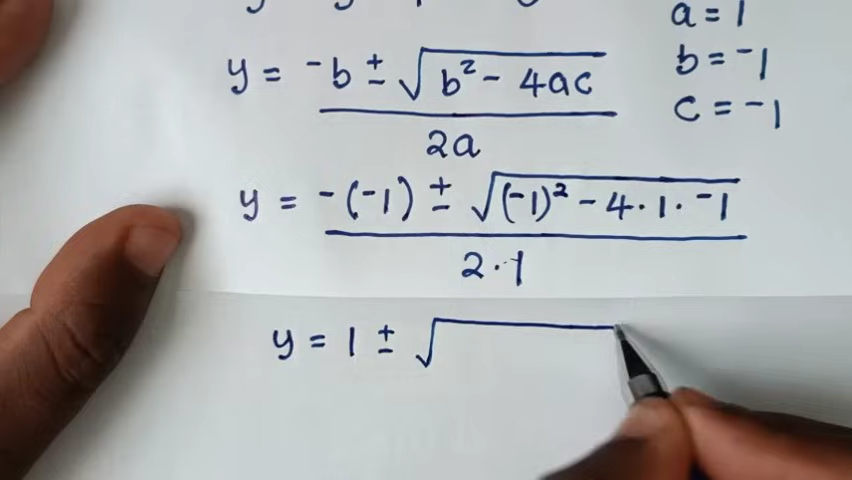 a = 1
b = -1
c = -1
y = -b ± √(b² - 4ac) / 2a
y = -(-1) ± √((-1)² - 4·1·-1) / 2·1
y = 1 ± √